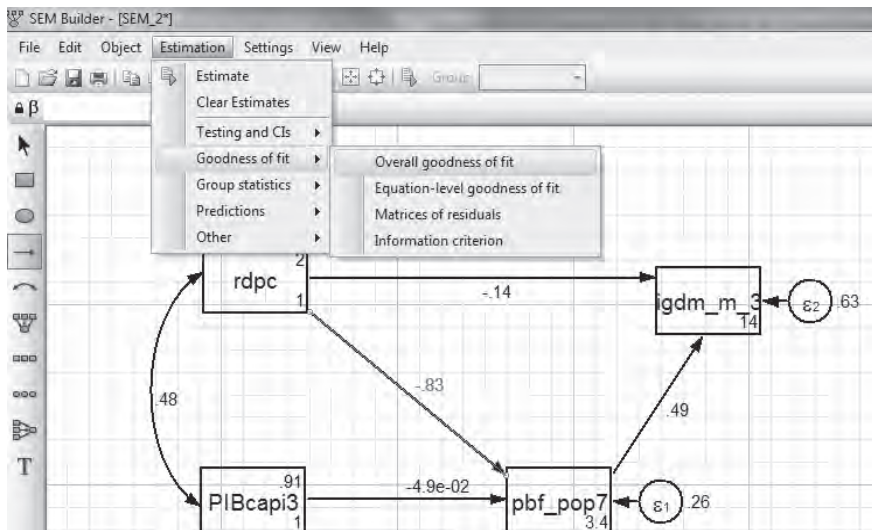 SEM Builder - [SEM_2*]
File Edit Object Estimation Settings View Help
Group:
β
Estimate
Clear Estimates
Testing and CIs
Goodness of fit
Group statistics
Predictions
Other
Overall goodness of fit
Equation-level goodness of fit
Matrices of residuals
Information criterion
2
rdpc
1
-.14
igdm_m_3
14
ε2
.63
-.83
.48
.49
T
.91
PIBcapi3
1
-4.9e-02
pbf_pop7
3.4
ε1
.26